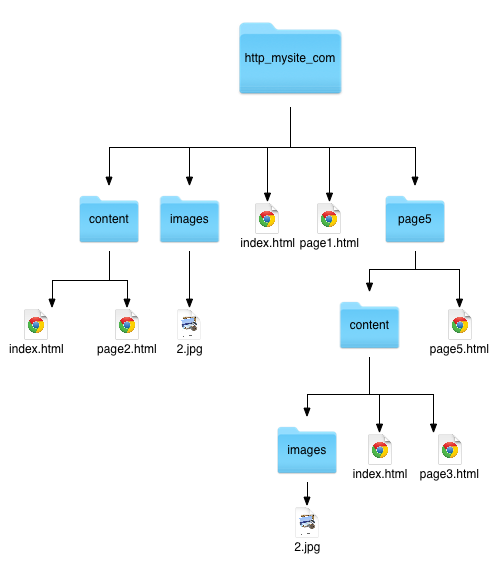 http_mysite_com
content
images
index.html
page1.html
page5
index.html
page2.html
2.jpg
content
page5.html
images
index.html
page3.html
2.jpg